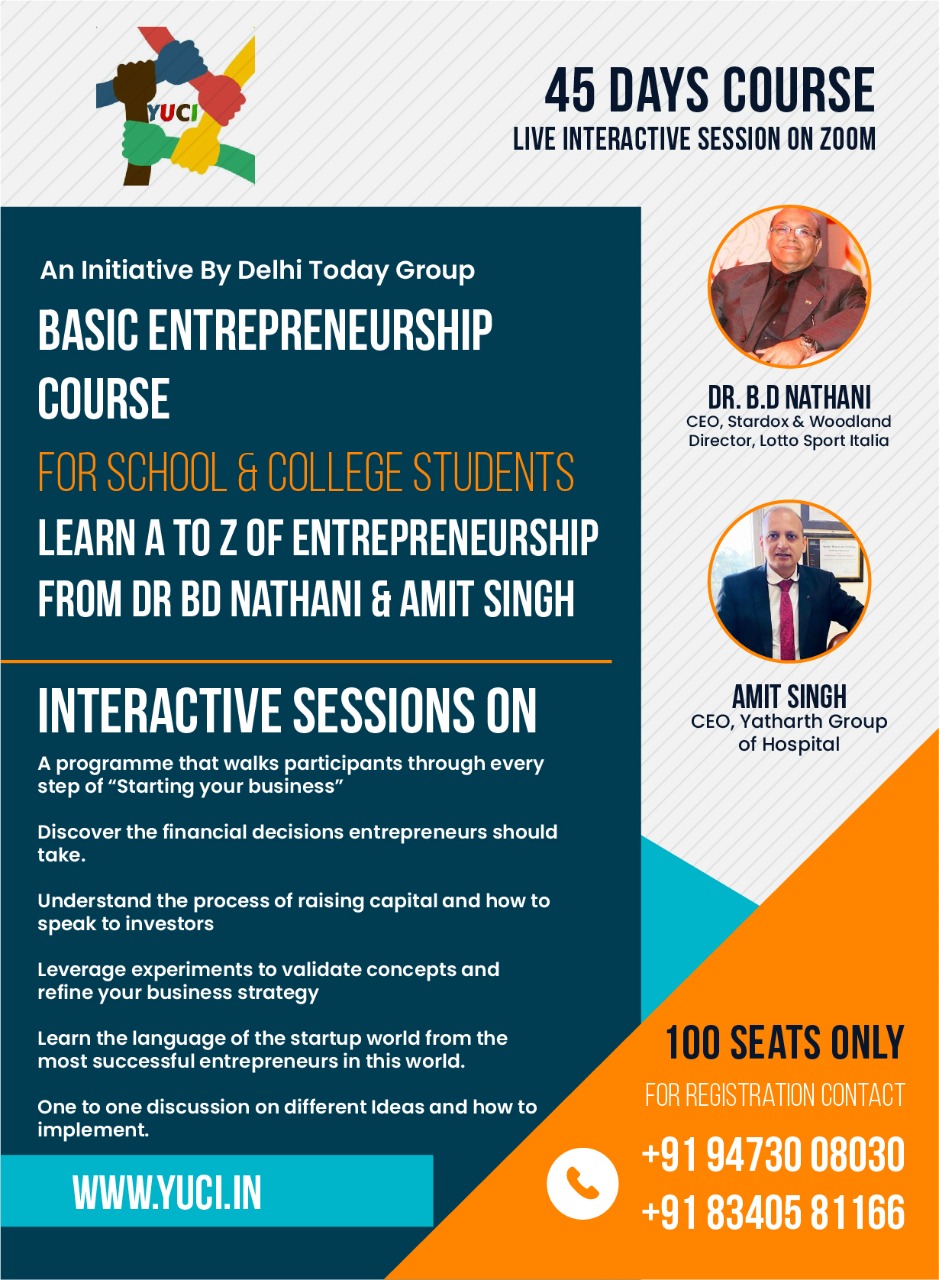 YUCI
45 DAYS COURSE
LIVE INTERACTIVE SESSION ON ZOOM
An Initiative By Delhi Today Group
BASIC ENTREPRENEURSHIP
COURSE
FOR SCHOOL & COLLEGE STUDENTS
LEARN A TO Z OF ENTREPRENEURSHIP
FROM DR BD NATHANI & AMIT SINGH
DR. B.D NATHANI
CEO, Stardox & Woodland
Director, Lotto Sport Italia
AMIT SINGH
CEO, Yatharth Group
of Hospital
INTERACTIVE SESSIONS ON
A programme that walks participants through every
step of “Starting your business”
Discover the financial decisions entrepreneurs should
take.
Understand the process of raising capital and how to
speak to investors
Leverage experiments to validate concepts and
refine your business strategy
Learn the language of the startup world from the
most successful entrepreneurs in this world.
One to one discussion on different Ideas and how to
implement.
WWW.YUCI.IN
100 SEATS ONLY
FOR REGISTRATION CONTACT
+91 94730 08030
+91 83405 81166